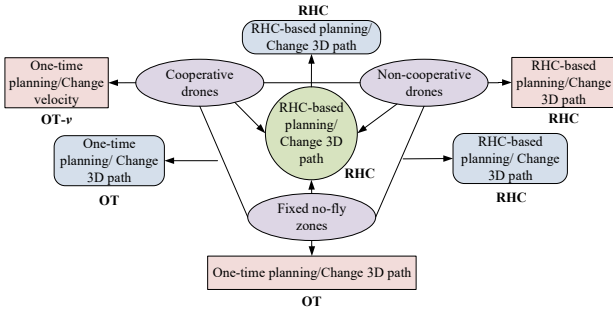 RHC
RHC-based planning/
Change 3D path
One-time
planning/Change
velocity
OT-v
Cooperative
drones
Non-cooperative
drones
RHC-based
planning/Change
3D path
RHC
RHC-based
planning/
Change 3D
path
RHC
One-time
planning/ Change
3D path
OT
RHC-based
planning/ Change
3D path
RHC
Fixed no-fly
zones
One-time planning/Change 3D path
OT